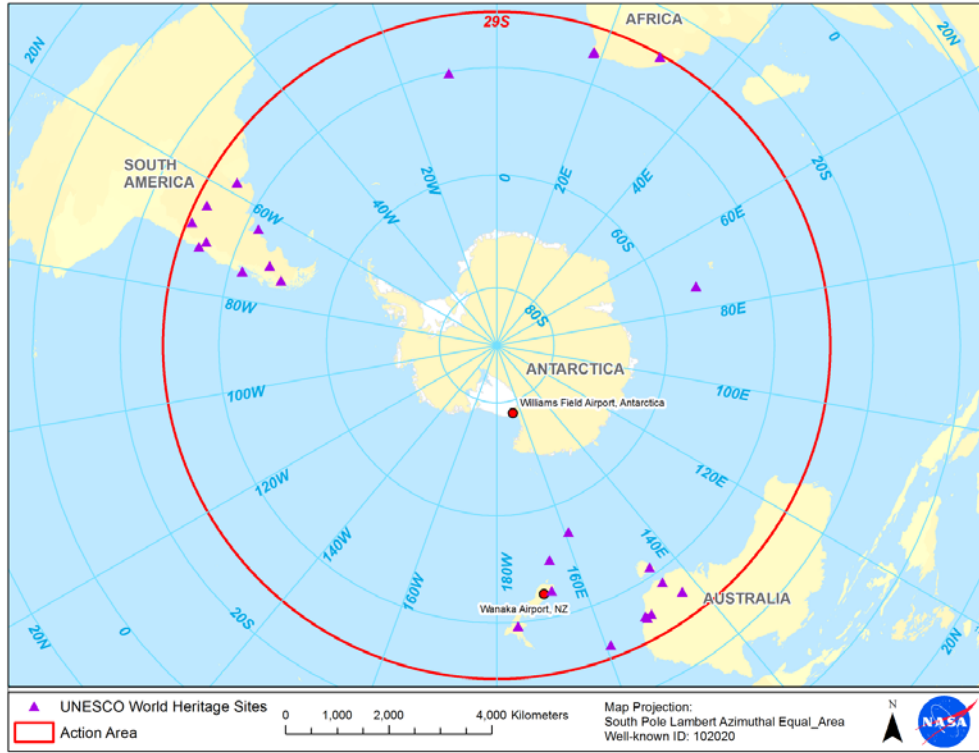 29S
AFRICA
20N
0
20N
SOUTH
AMERICA
20W
0
20E
40E
20S
40W
60W
60S
60E
80W
80S
80E
ANTARCTICA
100W
100E
Williams Field Airport, Antarctica
120W
120E
140W
140E
180W
160E
160W
AUSTRALIA
Wanaka Airport, NZ
20S
0
20N
20N
UNESCO World Heritage Sites
Action Area
0 1,000 2,000 4,000 Kilometers
Map Projection:
South Pole Lambert Azimuthal Equal_Area
Well-known ID: 102020
N
NASA